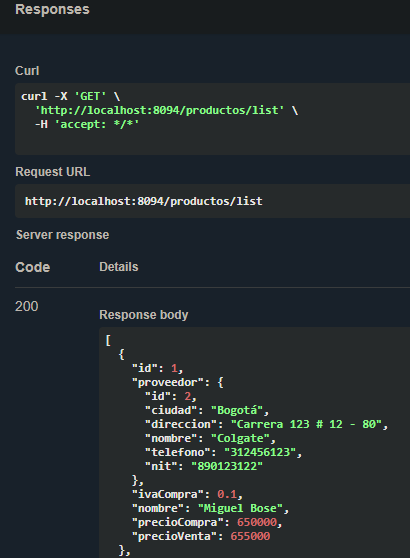 Responses
Curl
curl -X 'GET' \
  'http://localhost:8094/productos/list' \
  -H 'accept: */*'
Request URL
http://localhost:8094/productos/list
Server response
Code Details
200
Response body
[
  {
    "id": 1,
    "proveedor": {
      "id": 2,
      "ciudad": "Bogotá",
      "direccion": "Carrera 123 # 12 - 80",
      "nombre": "Colgate",
      "telefono": "312456123",
      "nit": "890123122"
    },
    "ivaCompra": 0.1,
    "nombre": "Miguel Bose",
    "precioCompra": 650000,
    "precioVenta": 655000
  },